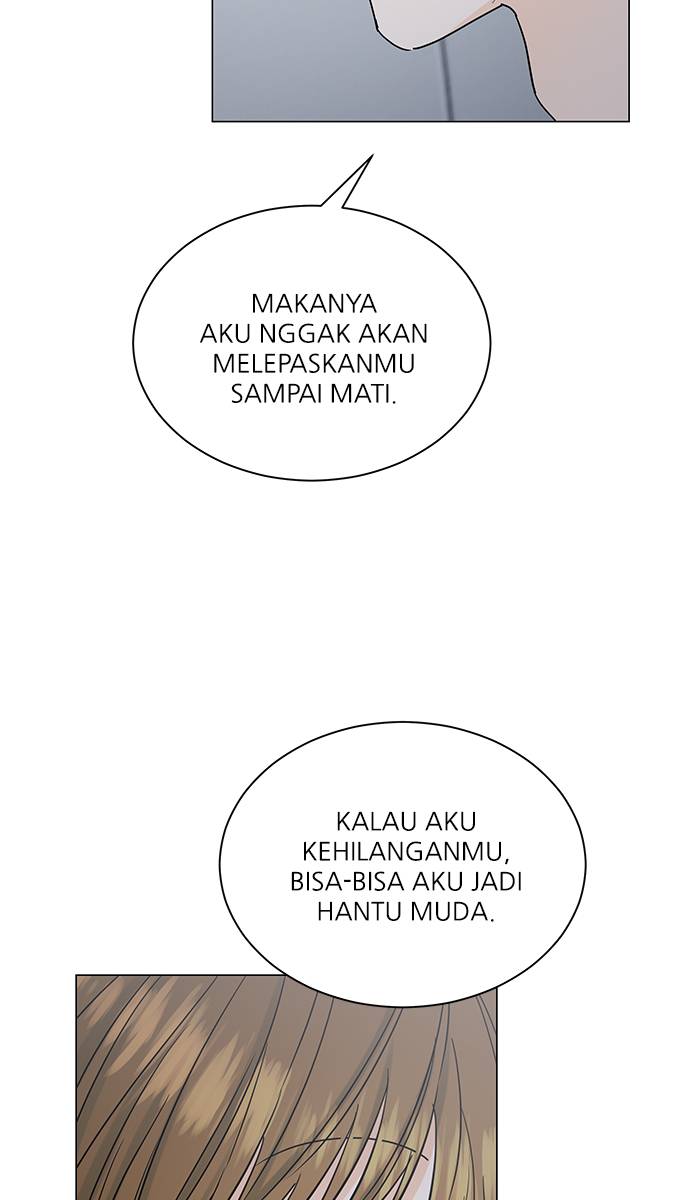 MAKANYA
AKU NGGAK AKAN
MELEPASKANMU
SAMPAI MATI.
KALAU AKU
KEHILANGANMU,
BISA-BISA AKU JADI
HANTU MUDA.